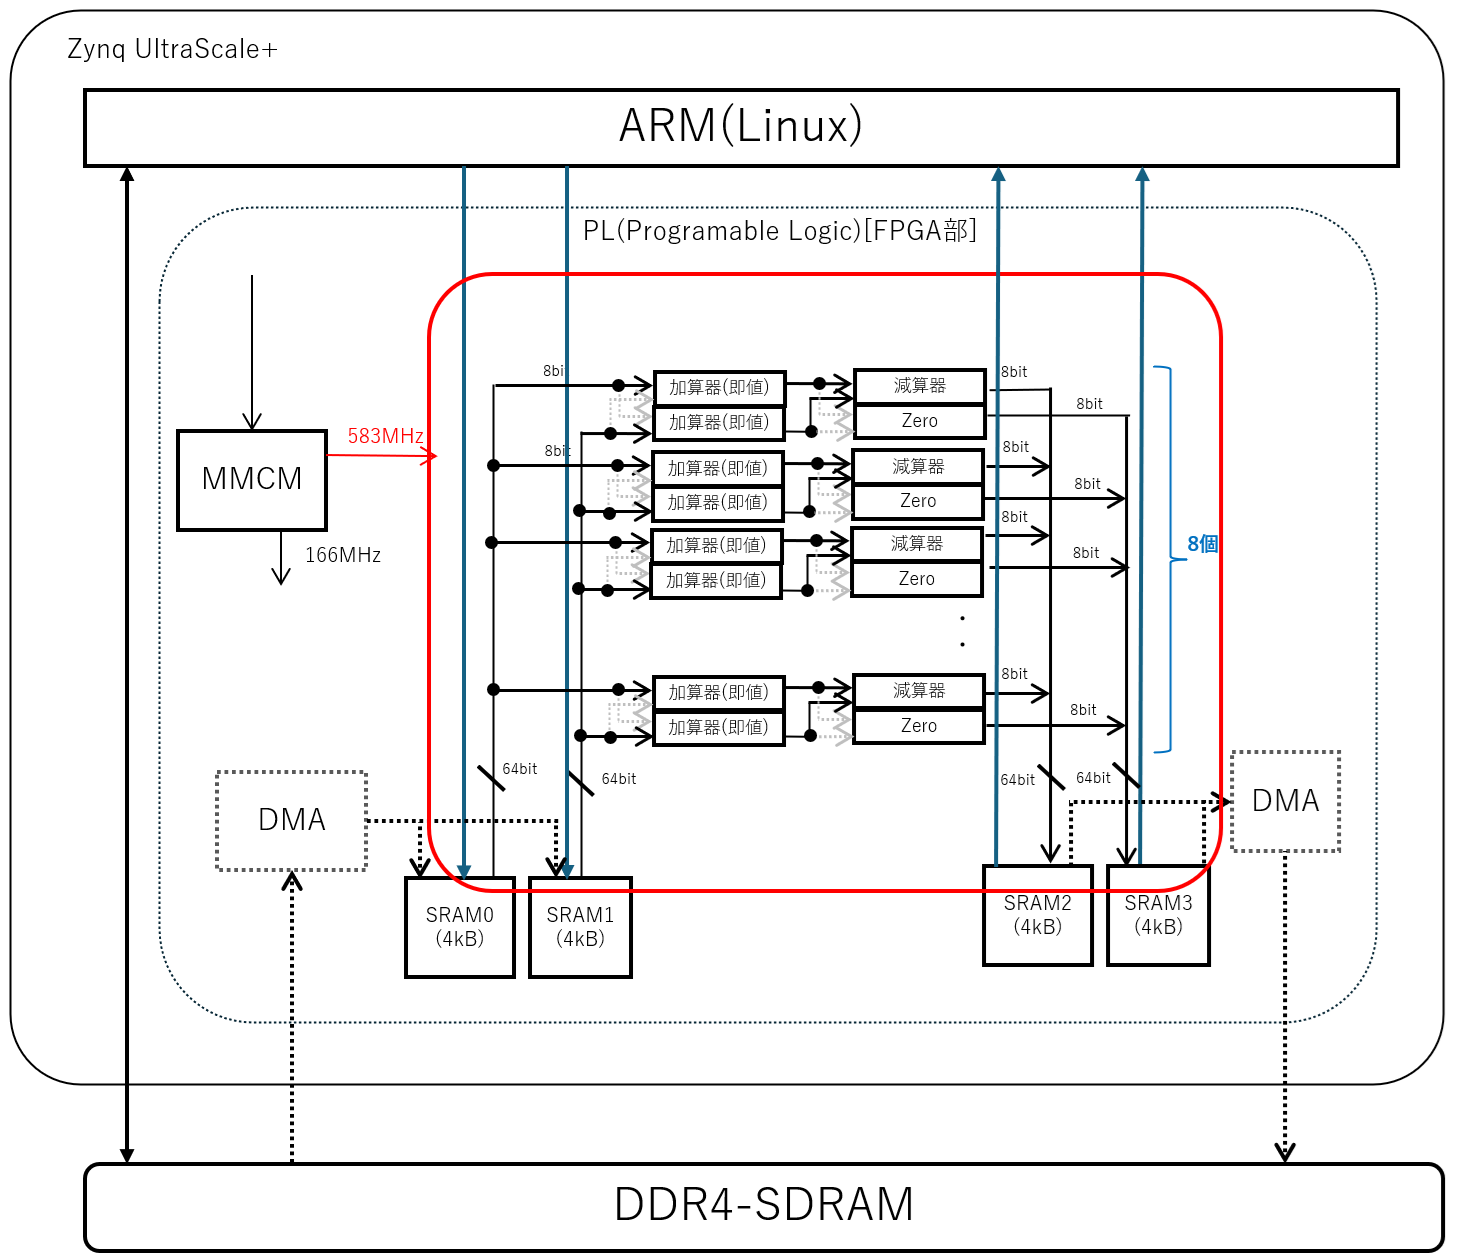 Zynq UltraScale+
ARM(Linux)
PL(Programable Logic)[FPGA部]
8bit
加算器(即値)
加算器(即値)
減算器
Zero
8bit
8bit
583MHz
8bit
加算器(即値)
加算器(即値)
減算器
Zero
8bit
8bit
MMCM
166MHz
加算器(即値)
加算器(即値)
減算器
Zero
8bit
8bit
8個
・
・
加算器(即値)
加算器(即値)
減算器
Zero
8bit
8bit
64bit
64bit
64bit
64bit
DMA
DMA
SRAM0
(4kB)
SRAM1
(4kB)
SRAM2
(4kB)
SRAM3
(4kB)
DDR4-SDRAM